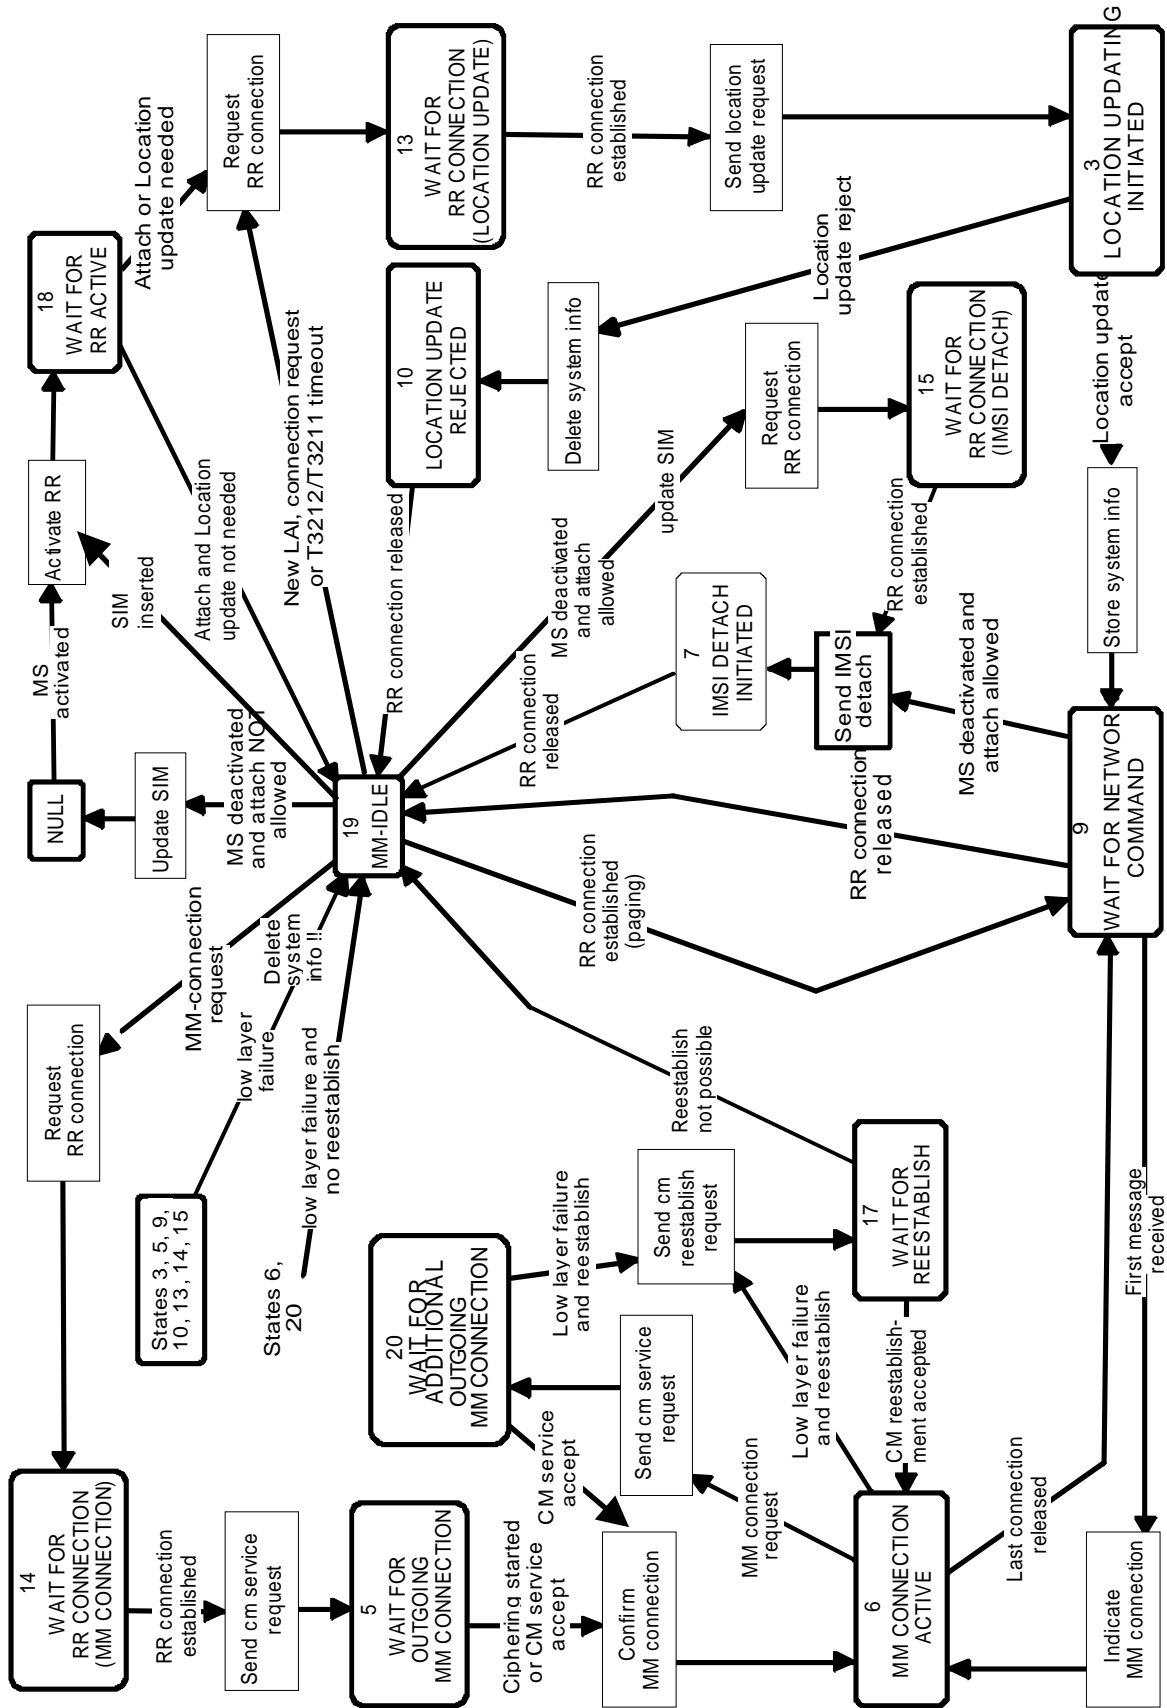 14
WAIT FOR
RR CONNECTION
(MM CONNECTION)
Request
RR connection
NULL
MS
activated
Activate RR
18
WAIT FOR
RR ACTIVE
Attach or Location
update needed
Request
RR connection
RR connection
established
Send cm service
request
States 3, 5, 9,
10, 13, 14, 15
low layer
failure
MM-connection
request
Delete
system
info !!
Update SIM
MS deactivated
and attach NOT
allowed
SIM
inserted
Attach and Location
update not needed
New LAI, connection request
or T3212/T3211 timeout
States 6,
20
low layer failure and
no reestablish
19
MM-IDLE
5
WAIT FOR
OUTGOING
MM CONNECTION
20
WAIT FOR
ADDITIONAL
OUTGOING
MM CONNECTION
RR connection released
10
LOCATION UPDATE
REJECTED
13
WAIT FOR
RR CONNECTION
(LOCATION UPDATE)
Ciphering started
or CM service
accept
CM service
accept
Low layer failure
and reestablish
RR connection
established
(paging)
RR connection
released
MS deactivated
and attach
allowed
update SIM
Delete system info
RR connection
established
Confirm
MM connection
Send cm service
request
Send cm
reestablish
request
Reestablish
not possible
7
IMSI DETACH
INITIATED
Request
RR connection
Send location
update request
MM connection
request
Low layer failure
and reestablish
Send IMSI
detach
RR connection
released
RR connection
established
Location
update reject
6
MM CONNECTION
ACTIVE
CM reestablish-
ment accepted
17
WAIT FOR
REESTABLISH
MS deactivated and
attach allowed
15
WAIT FOR
RR CONNECTION
(IMSI DETACH)
Last connection
released
9
WAIT FOR NETWORK
COMMAND
Store system info
Location update
accept
3
LOCATION UPDATING
INITIATED
Indicate
MM connection
First message
received